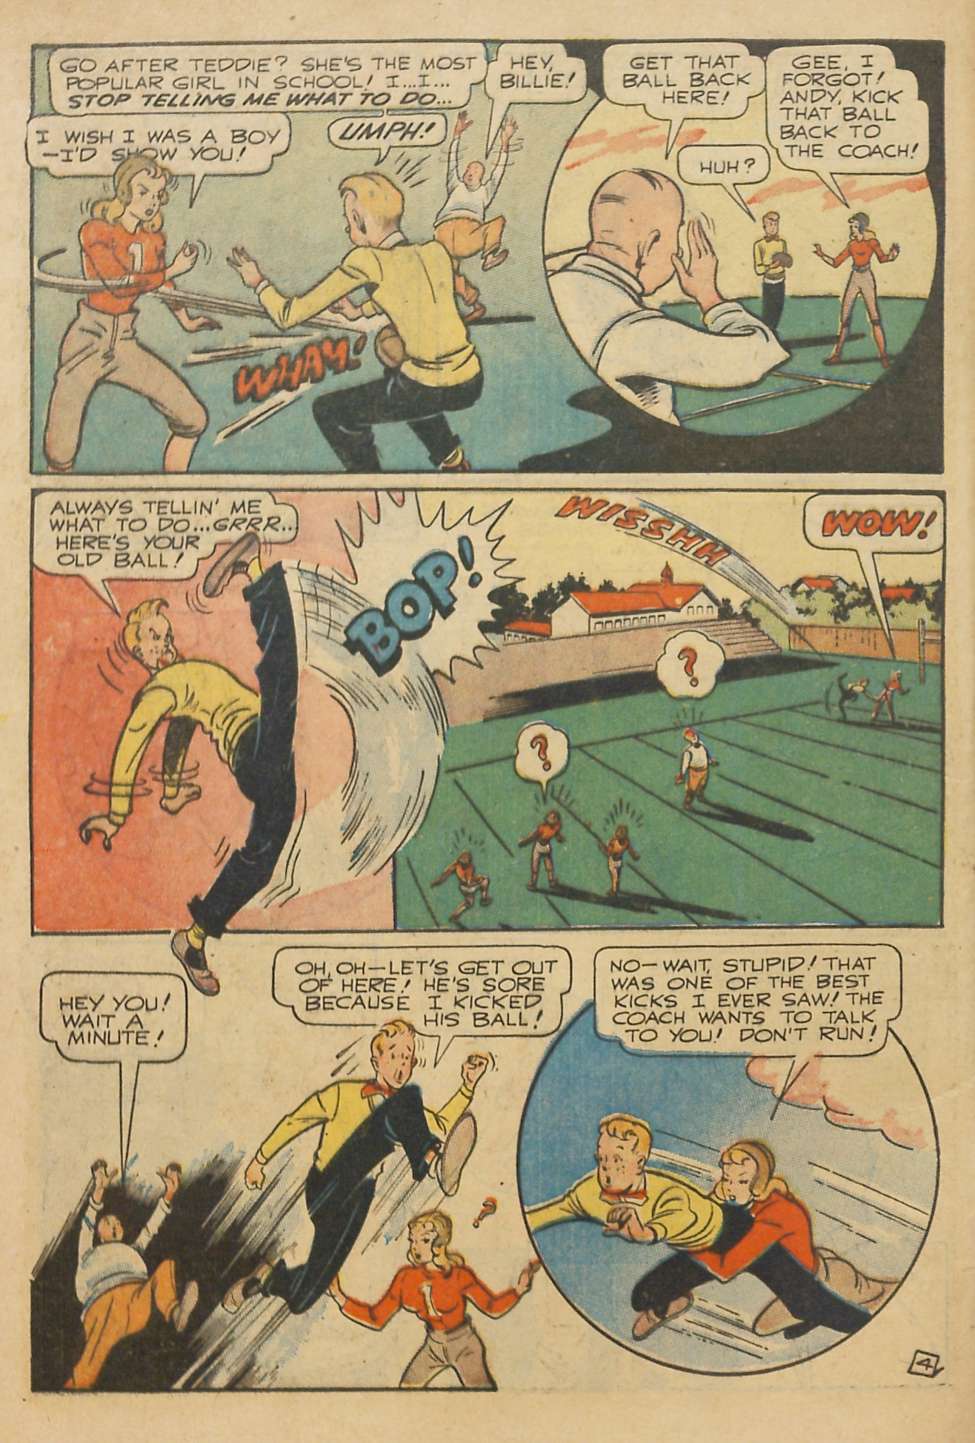 GO AFTER TEDDIE? SHE'S THE MOST
POPULAR GIRL IN SCHOOL! I...I...
STOP TELLING ME WHAT TO DO...
I WISH I WAS A BOY
—I'D SHOW YOU!
UMPH!
HEY,
BILLIE!
WHAM!
1
GET THAT
BALL BACK
HERE!
HUH?
GEE, I
FORGOT!
ANDY, KICK
THAT BALL
BACK TO
THE COACH!
ALWAYS TELLIN' ME
WHAT TO DO...GRRR...
HERE'S YOUR
OLD BALL!
BOP!
WISSHH
WOW!
?
?
HEY YOU!
WAIT A
MINUTE!
OH, OH—LET'S GET OUT
OF HERE! HE'S SORE
BECAUSE I KICKED
HIS BALL!
?
1
NO—WAIT, STUPID! THAT
WAS ONE OF THE BEST
KICKS I EVER SAW! THE
COACH WANTS TO TALK
TO YOU! DON'T RUN!
4